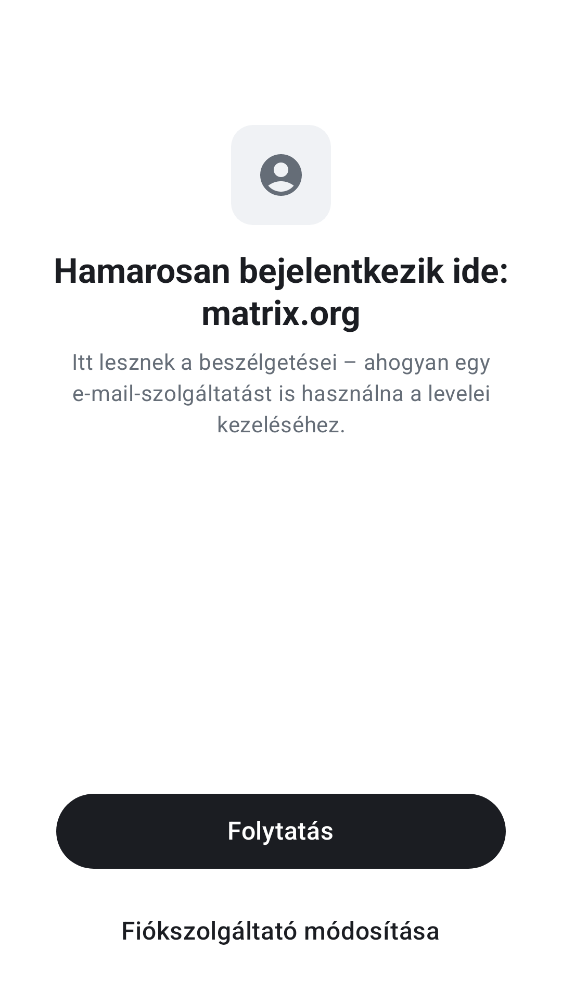 Hamarosan bejelentkezik ide:
matrix.org
Itt lesznek a beszélgetései – ahogyan egy
e-mail-szolgáltatást is használna a levelei
kezeléséhez.
Folytatás
Fiókszolgáltató módosítása